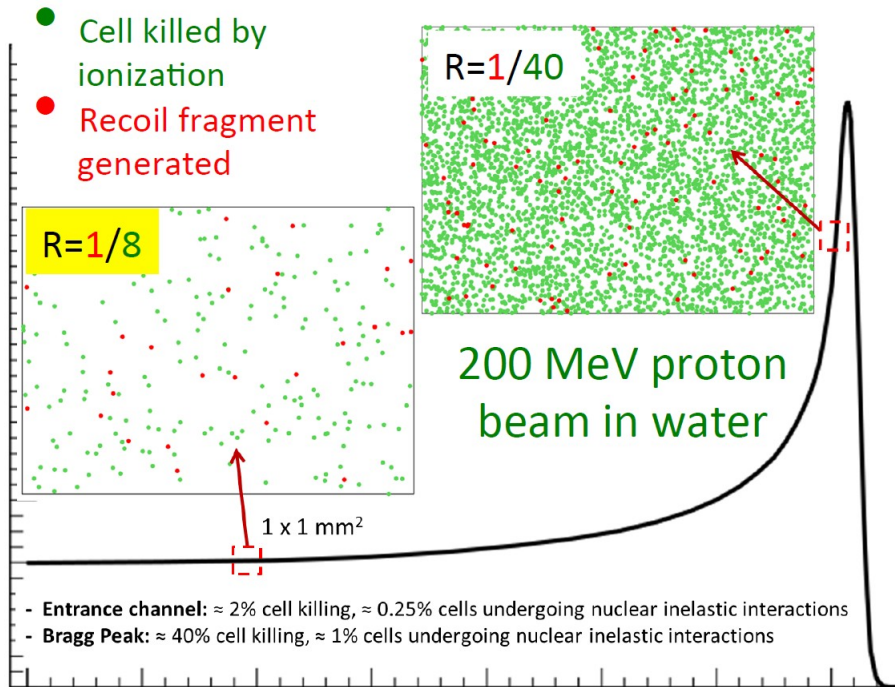 Cell killed by
ionization
Recoil fragment
generated
R=1/40
R=1/8
200 MeV proton
beam in water
1 x 1 mm²
- Entrance channel: ≈ 2% cell killing, ≈ 0.25% cells undergoing nuclear inelastic interactions
- Bragg Peak: ≈ 40% cell killing, ≈ 1% cells undergoing nuclear inelastic interactions